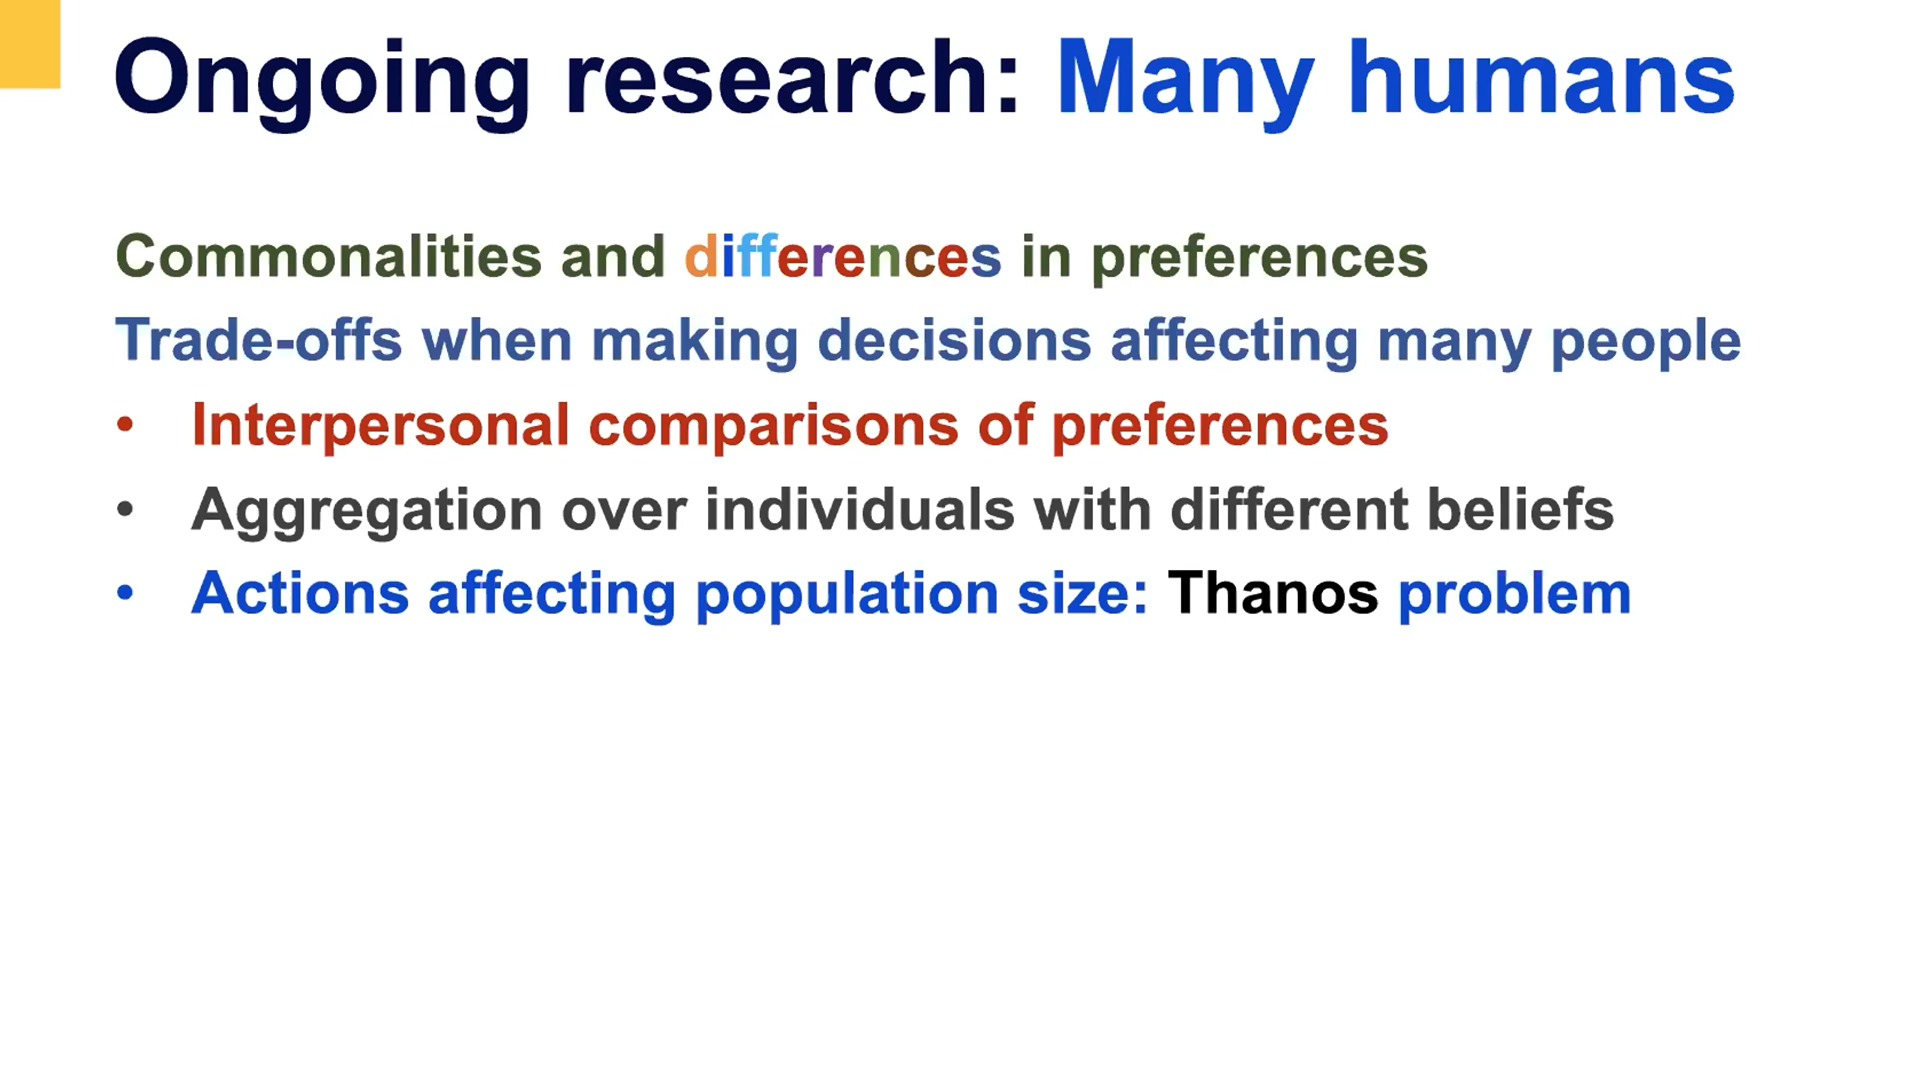 Ongoing research: Many humans
Commonalities and differences in preferences
Trade-offs when making decisions affecting many people
• Interpersonal comparisons of preferences
• Aggregation over individuals with different beliefs
• Actions affecting population size: Thanos problem